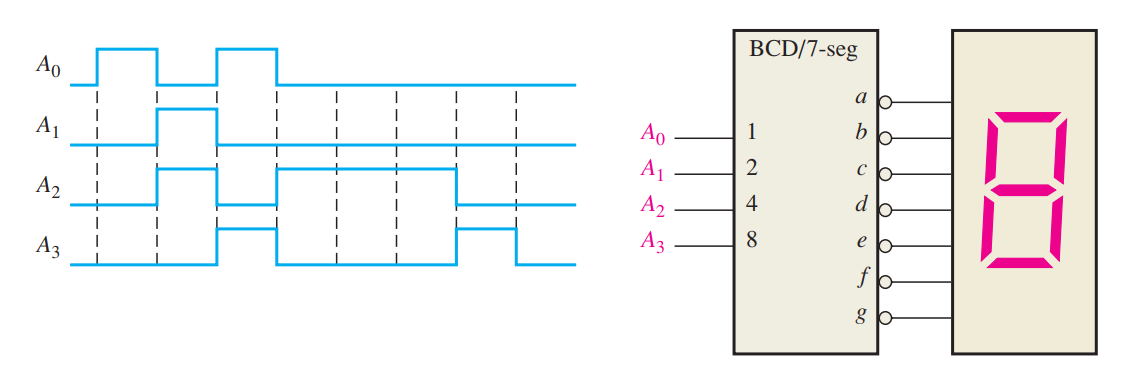 A₀
A₁
A₂
A₃
BCD/7-seg
a
A₀ 1 b
A₁ 2 c
A₂ 4 d
A₃ 8 e
f
g